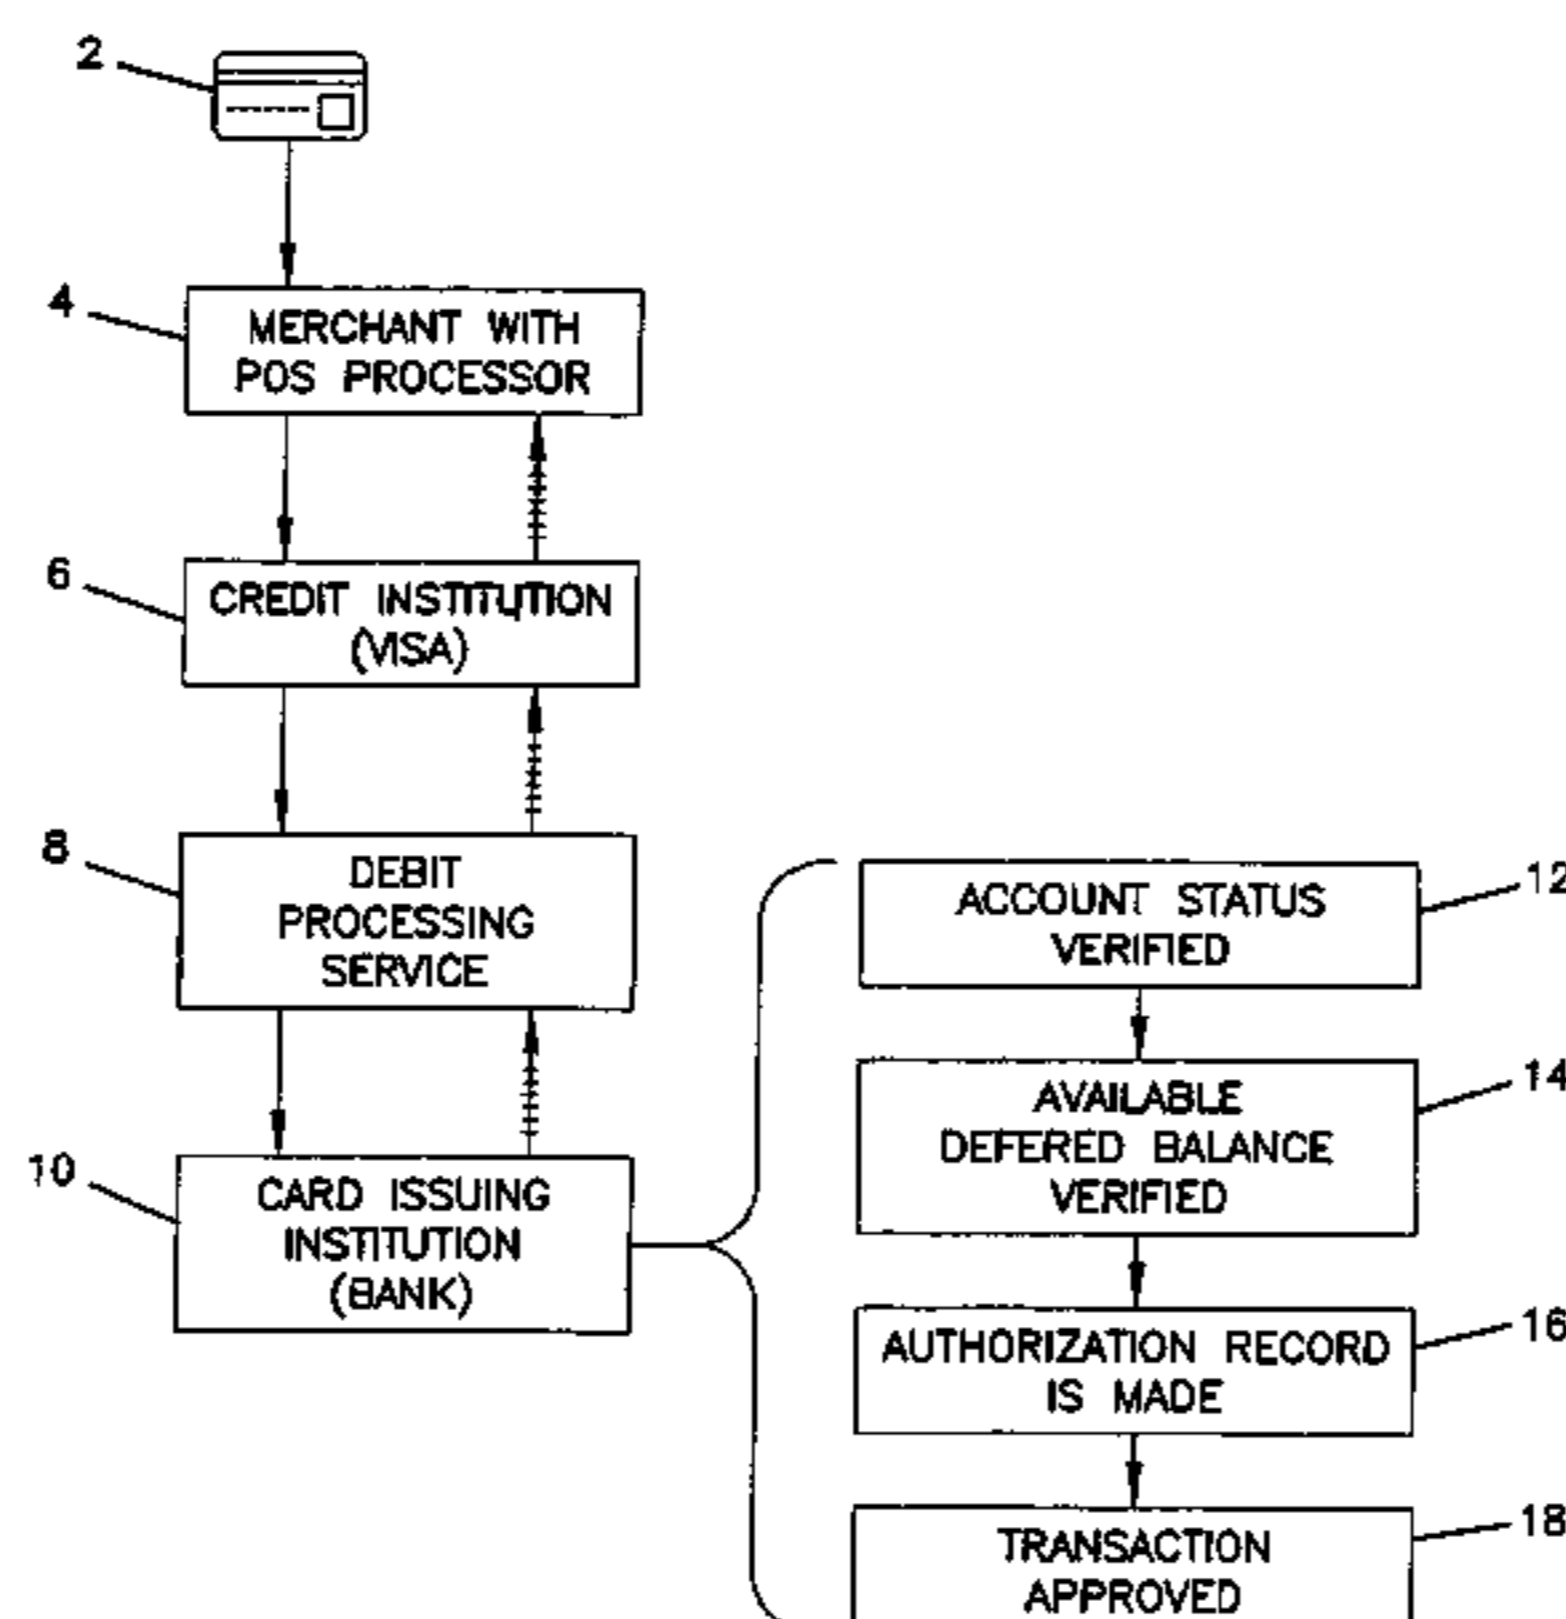 2
4
MERCHANT WITH
POS PROCESSOR
6
CREDIT INSTITUTION
(VISA)
8
DEBIT
PROCESSING
SERVICE
10
CARD ISSUING
INSTITUTION
(BANK)
ACCOUNT STATUS
VERIFIED
12
AVAILABLE
DEFERED BALANCE
VERIFIED
14
AUTHORIZATION RECORD
IS MADE
16
TRANSACTION
APPROVED
18